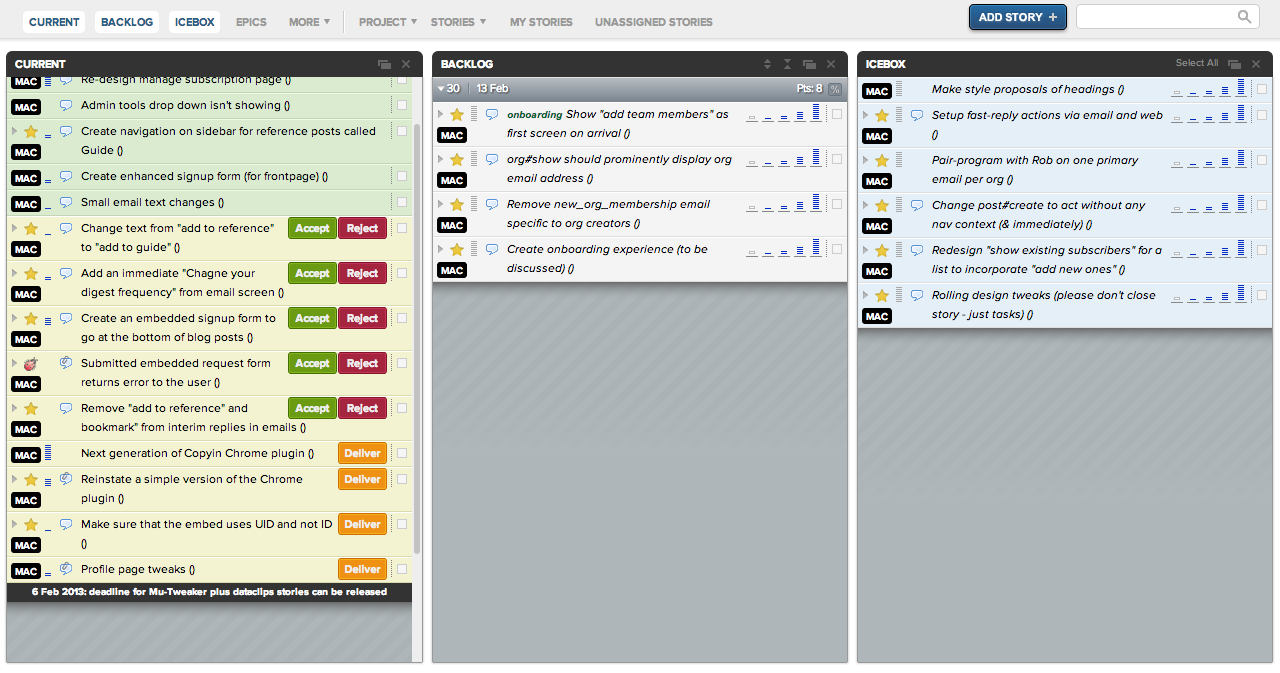 CURRENT BACKLOG ICEBOX EPICS MORE PROJECT STORIES MY STORIES UNASSIGNED STORIES ADD STORY +
CURRENT
MAC Re-design manage subscription page ()
MAC Admin tools drop down isn't showing ()
Create navigation on sidebar for reference posts called
MAC Guide ()
MAC Create enhanced signup form (for frontpage) ()
MAC Small email text changes ()
Change text from "add to reference" Accept Reject
MAC to "add to guide" ()
Add an immediate "Chagne your Accept Reject
MAC digest frequency" from email screen ()
Create an embedded signup form to Accept Reject
MAC go at the bottom of blog posts ()
Submitted embedded request form Accept Reject
MAC returns error to the user ()
Remove "add to reference" and Accept Reject
MAC bookmark" from interim replies in emails ()
MAC Next generation of Copyin Chrome plugin () Deliver
Reinstate a simple version of the Chrome Deliver
MAC plugin ()
Make sure that the embed uses UID and not ID Deliver
MAC ()
MAC Profile page tweaks () Deliver
6 Feb 2013: deadline for Mu-Tweaker plus dataclips stories can be released
BACKLOG
30 13 Feb Pts: 8 %
onboarding Show "add team members" as
MAC first screen on arrival ()
org#show should prominently display org
MAC email address ()
Remove new_org_membership email
MAC specific to org creators ()
Create onboarding experience (to be
MAC discussed) ()
ICEBOX Select All
MAC Make style proposals of headings ()
Setup fast-reply actions via email and web
MAC ()
Pair-program with Rob on one primary
MAC email per org ()
Change post#create to act without any
MAC nav context (& immediately) ()
Redesign "show existing subscribers" for a
MAC list to incorporate "add new ones" ()
Rolling design tweaks (please don't close
MAC story - just tasks) ()